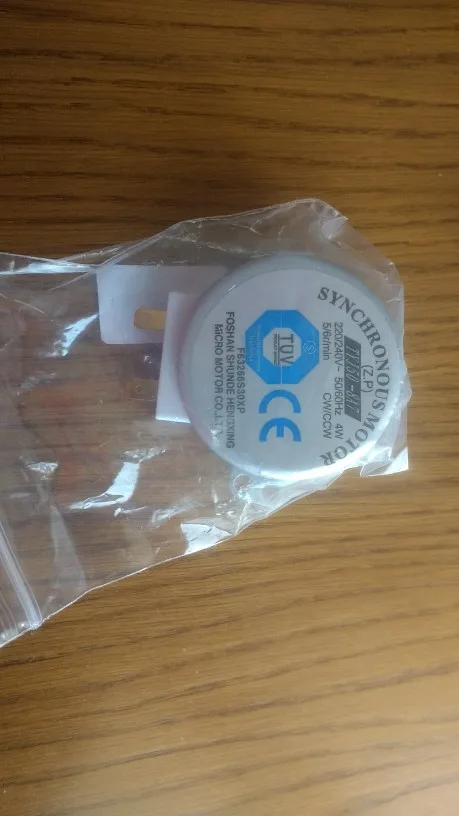 SYNCHRONOUS MOTOR
(Z.P)
220/240V~ 50/60Hz 4W
5/6r/min CW/CCW
TÜV
CE
F63266S30XP
FOSHAN SHUNDE HENGXING
MICRO MOTOR CO.,LTD